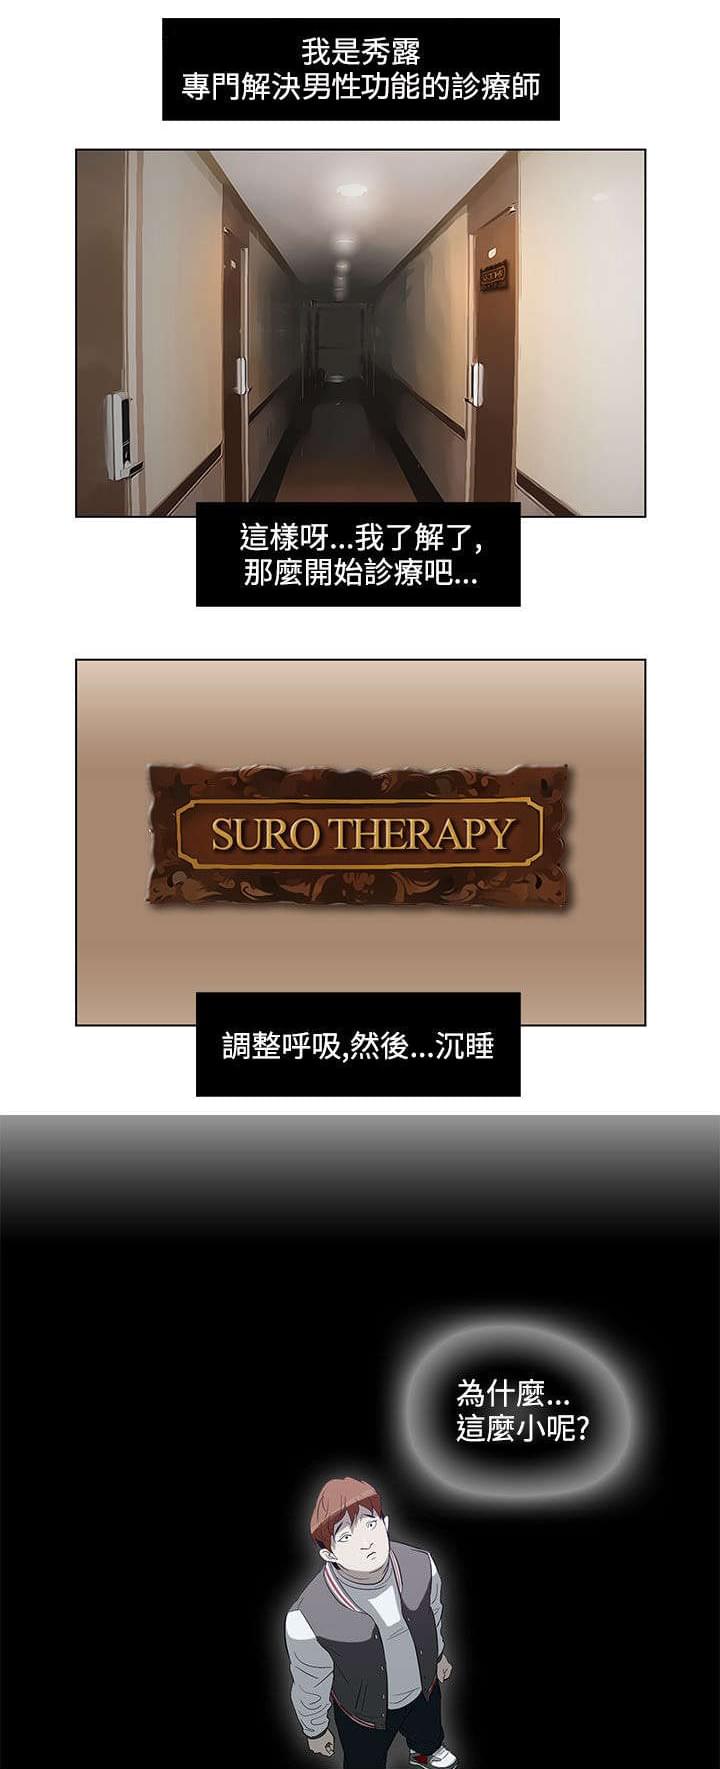 我是秀露
專門解決男性功能的診療師
這樣呀...我了解了,
那麼開始診療吧...
SURO THERAPY
調整呼吸,然後...沉睡
為什麼...
這麼小呢?